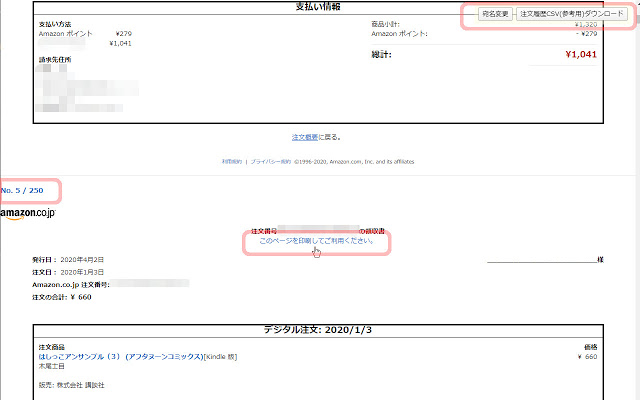 支払い情報
宛名変更 注文履歴CSV(参考用)ダウンロード
支払い方法
Amazon ポイント ¥279
¥1,041
商品小計: ¥1,320
Amazon ポイント: - ¥279
総計: ¥1,041
請求先住所
注文概要に戻る。
利用規約 | プライバシー規約 ©1996-2020, Amazon.com, Inc. and its affiliates
No. 5 / 250
amazon.co.jp
注文番号 の領収書
このページを印刷してご利用ください。
発行日： 2020年4月2日
様
注文日： 2020年1月3日
Amazon.co.jp 注文番号:
注文の合計: ¥ 660
デジタル注文: 2020/1/3
注文商品 価格
はしっこアンサンブル（３） (アフタヌーンコミックス)[Kindle 版] ¥ 660
木尾士目
販売: 株式会社 講談社